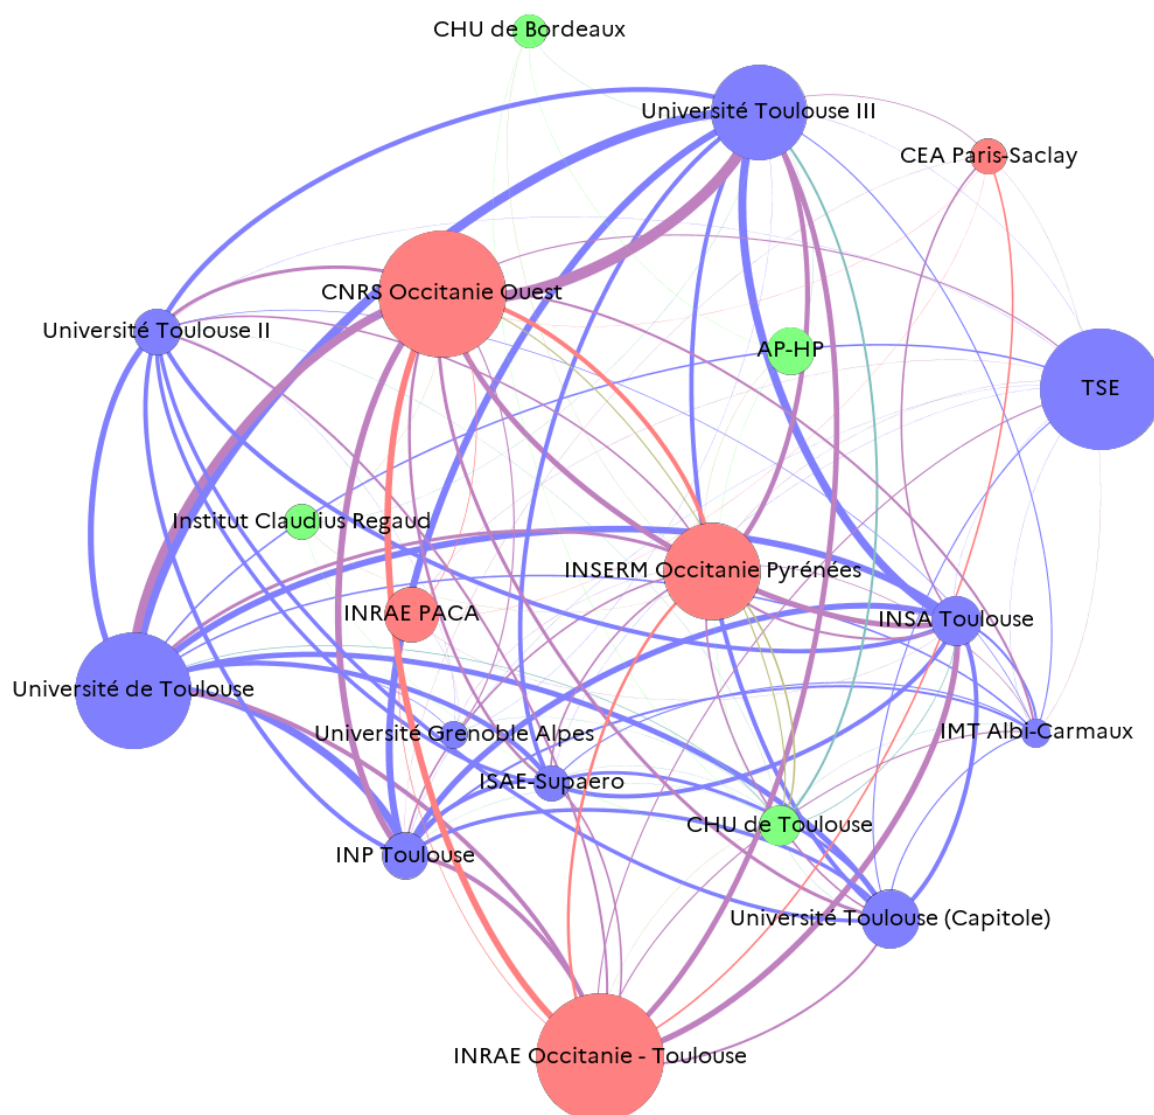 CHU de Bordeaux
Université Toulouse III
CEA Paris-Saclay
CNRS Occitanie Ouest
Université Toulouse II
AP-HP
TSE
Institut Claudius Regaud
INSERM Occitanie Pyrénées
INRAE PACA
INSA Toulouse
Université de Toulouse
Université Grenoble Alpes
IMT Albi-Carmaux
ISAE-Supaero
CHU de Toulouse
INP Toulouse
Université Toulouse (Capitole)
INRAE Occitanie - Toulouse